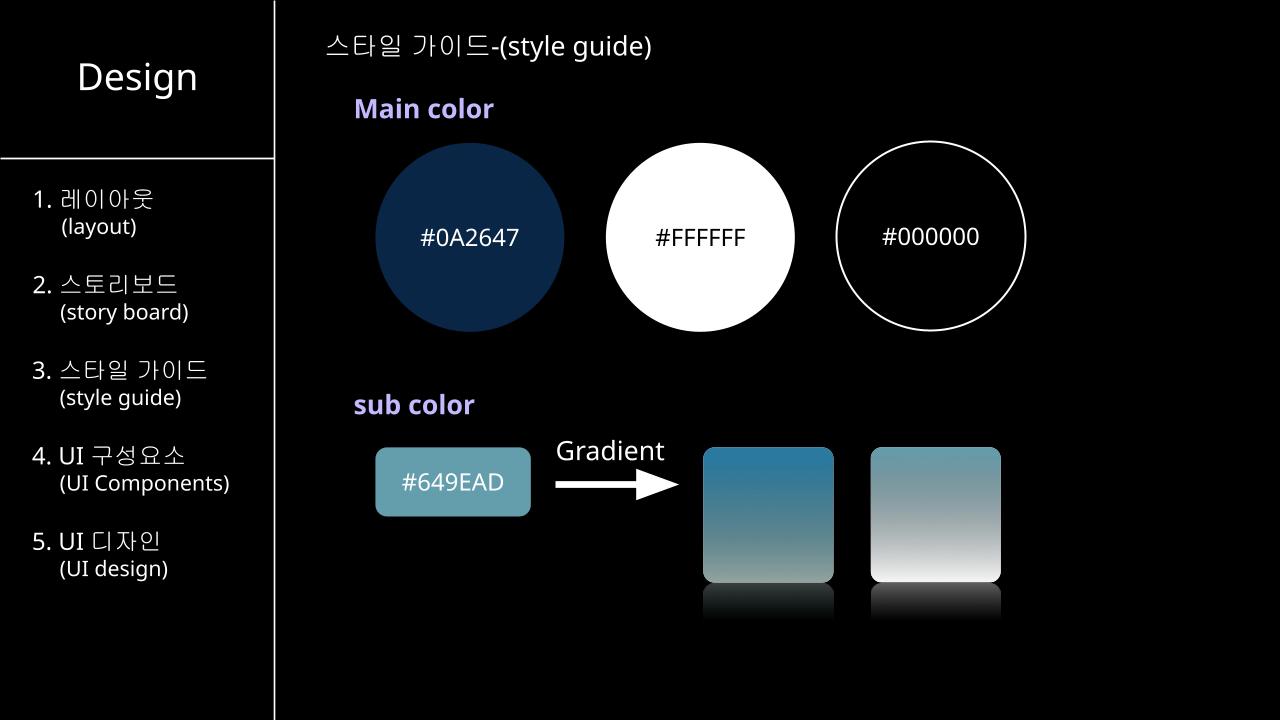 Design
1. 레이아웃
(layout)
2. 스토리보드
(story board)
3. 스타일 가이드
(style guide)
4. UI 구성요소
(UI Components)
5. UI 디자인
(UI design)
스타일 가이드-(style guide)
Main color
#0A2647
#FFFFFF
#000000
sub color
#649EAD
Gradient